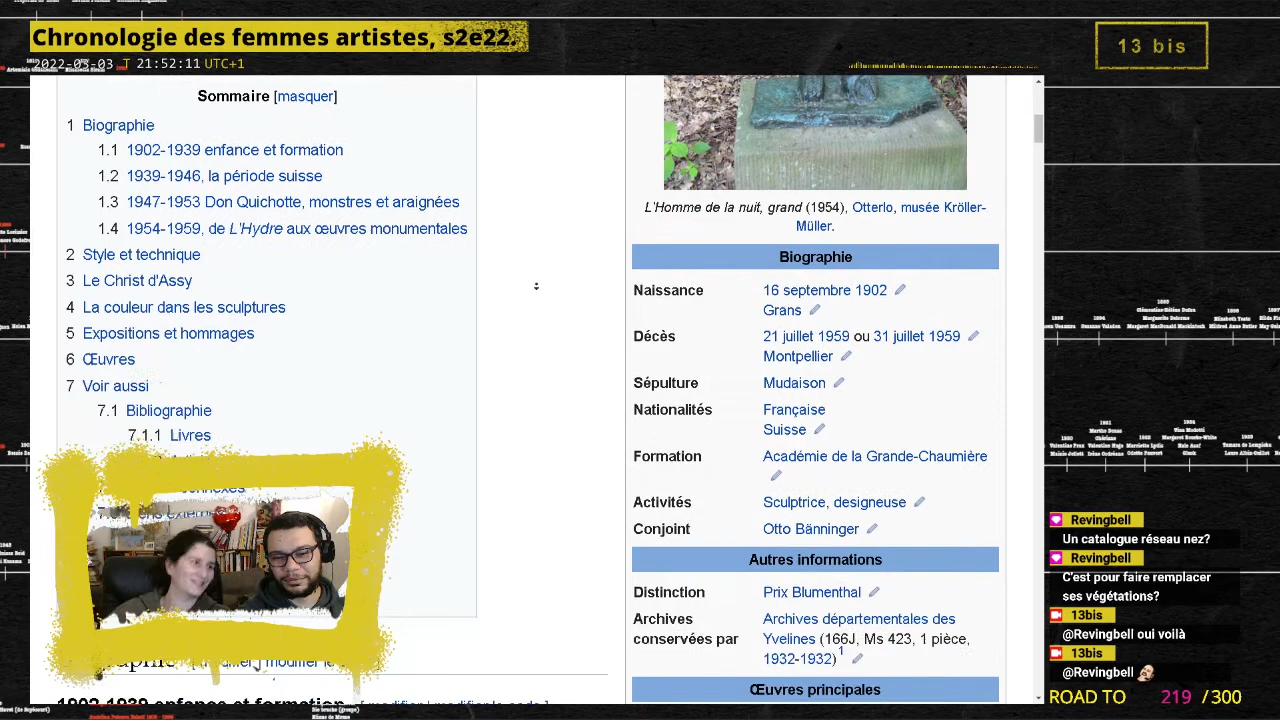 Chronologie des femmes artistes, s2e22.
2022-03-03 T 21:52:11 UTC+1
13 bis
Sommaire [masquer]
1 Biographie
1.1 1902-1939 enfance et formation
1.2 1939-1946, la période suisse
1.3 1947-1953 Don Quichotte, monstres et araignées
1.4 1954-1959, de L'Hydre aux œuvres monumentales
2 Style et technique
3 Le Christ d'Assy
4 La couleur dans les sculptures
5 Expositions et hommages
6 Œuvres
7 Voir aussi
7.1 Bibliographie
7.1.1 Livres
1902-1939 enfance et formation
L'Homme de la nuit, grand (1954), Otterlo, musée Kröller-
Müller.
Biographie
Naissance 16 septembre 1902
Grans
Décès 21 juillet 1959 ou 31 juillet 1959
Montpellier
Sépulture Mudaison
Nationalités Française
Suisse
Formation Académie de la Grande-Chaumière
Activités Sculptrice, designeuse
Conjoint Otto Bänninger
Autres informations
Distinction Prix Blumenthal
Archives Archives départementales des
conservées par Yvelines (166J, Ms 423, 1 pièce,
1932-1932)1
Œuvres principales
Revingbell
Un catalogue réseau nez?
Revingbell
C'est pour faire remplacer
ses végétations?
13bis
@Revingbell oui voilà
13bis
@Revingbell
ROAD TO 219 / 300